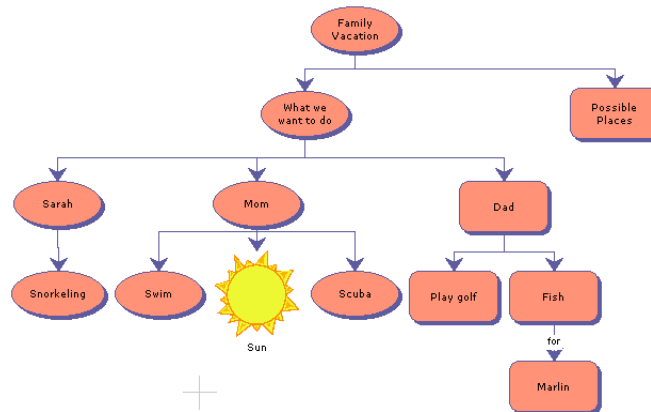 Family
Vacation
What we
want to do
Possible
Places
Sarah
Mom
Dad
Snorkeling
Swim
Sun
Scuba
Play golf
Fish
for
Marlin